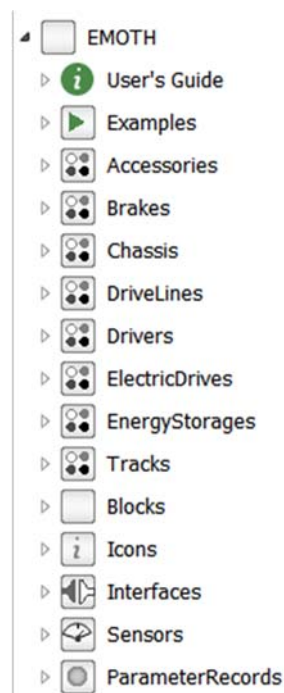 EMOTH
User's Guide
Examples
Accessories
Brakes
Chassis
DriveLines
Drivers
ElectricDrives
EnergyStorages
Tracks
Blocks
Icons
Interfaces
Sensors
ParameterRecords